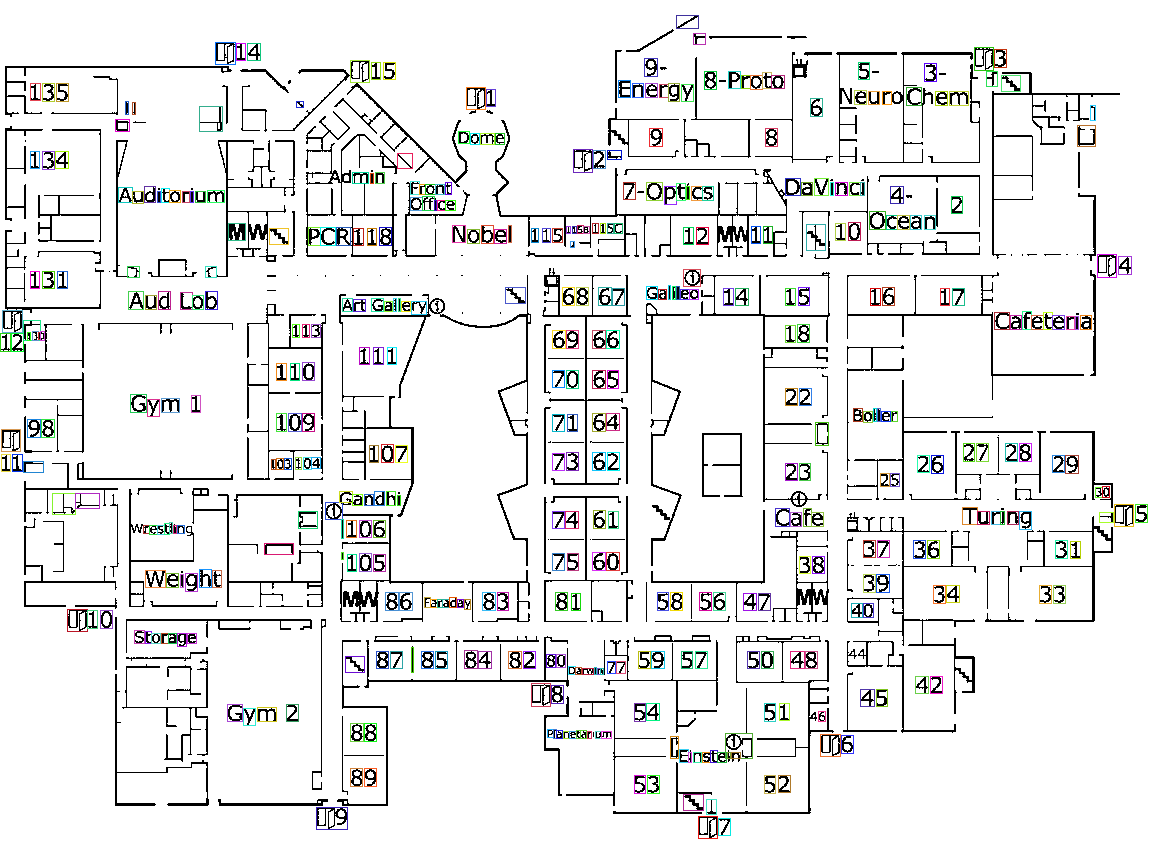 14
15
3
9-
Energy
8-Proto
5-
Neuro
3-
Chem
135
1
6
Dome
9
8
2
134
Admin
7-Optics
DaVinci
Auditorium
Front
Office
4-
Ocean
2
M W
PCR 118
Nobel
115
115B
115C
12
M W
11
10
4
131
Aud Lob
Art Gallery
1
68
67
Galileo
1
14
15
16
17
12
130
113
69
66
18
Cafeteria
111
110
70
65
22
Gym 1
109
71
64
Boiler
98
11
103
104
107
73
62
23
25
26
27
28
29
30
Gandhi
1
1
Wrestling
106
74
61
Cafe
Turing
5
105
75
60
38
37
36
31
Weight
39
M W
86
Faraday
83
81
58
56
47
M W
40
34
33
10
Storage
87
85
84
82
80
Darwin
77
59
57
50
48
44
8
45
42
Gym 2
88
Planetarium
54
51
46
1
6
Einstein
89
53
52
9
7